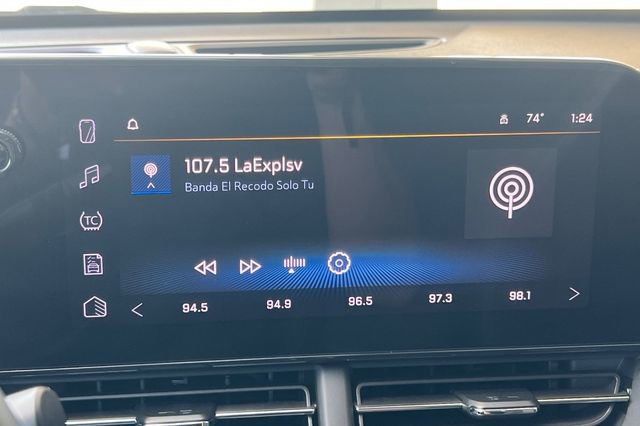 74° 1:24
107.5 LaExplsv
Banda El Recodo Solo Tu
TC
94.5 94.9 96.5 97.3 98.1